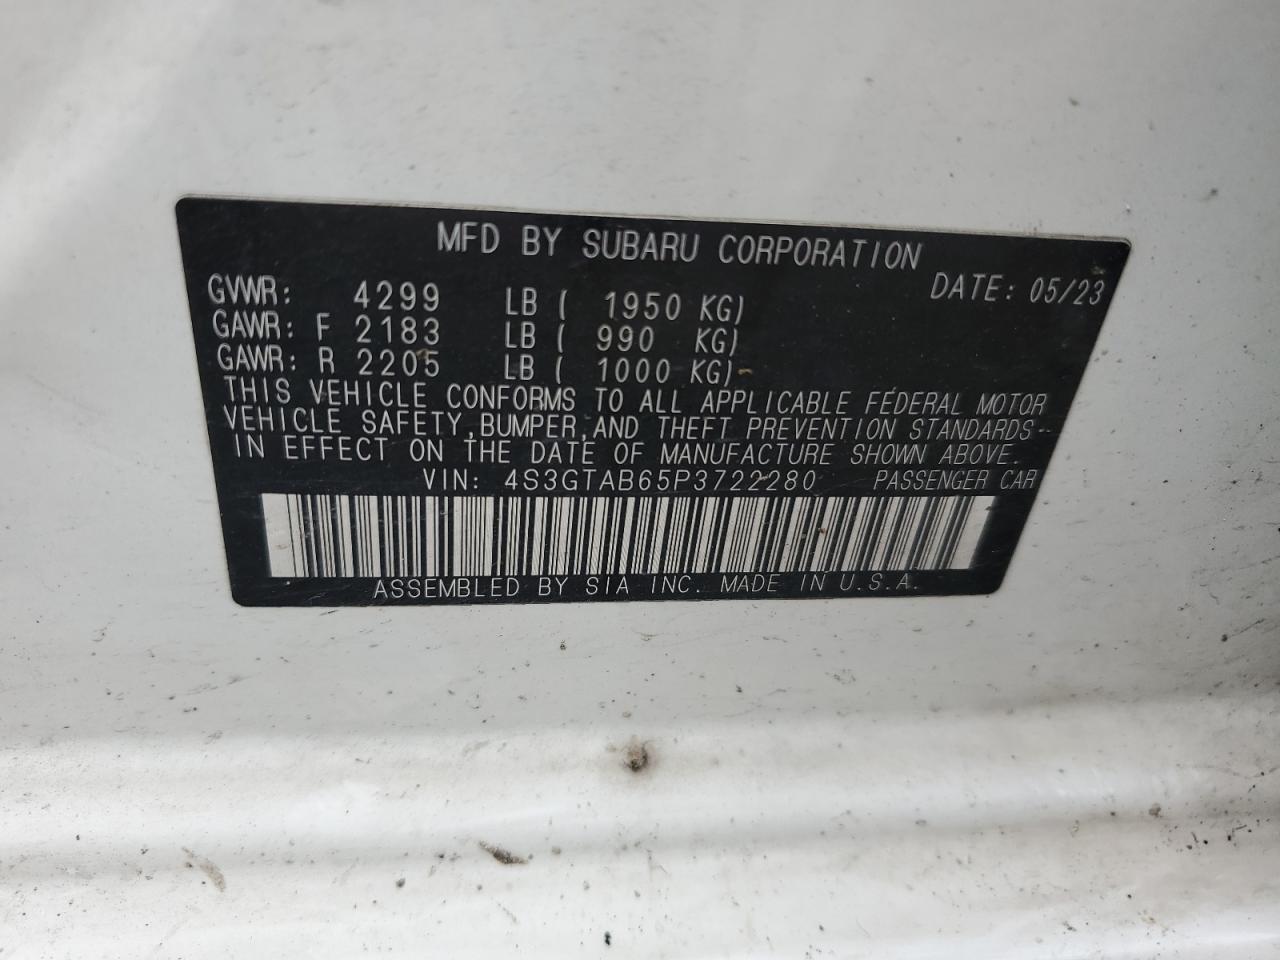 MFD BY SUBARU CORPORATION
DATE: 05/23
GVWR: 4299 LB ( 1950 KG)
GAWR: F 2183 LB ( 990 KG)
GAWR: R 2205 LB ( 1000 KG)
THIS VEHICLE CONFORMS TO ALL APPLICABLE FEDERAL MOTOR
VEHICLE SAFETY, BUMPER, AND THEFT PREVENTION STANDARDS
IN EFFECT ON THE DATE OF MANUFACTURE SHOWN ABOVE.
VIN: 4S3GTAB65P3722280 PASSENGER CAR
ASSEMBLED BY SIA INC. MADE IN U.S.A.